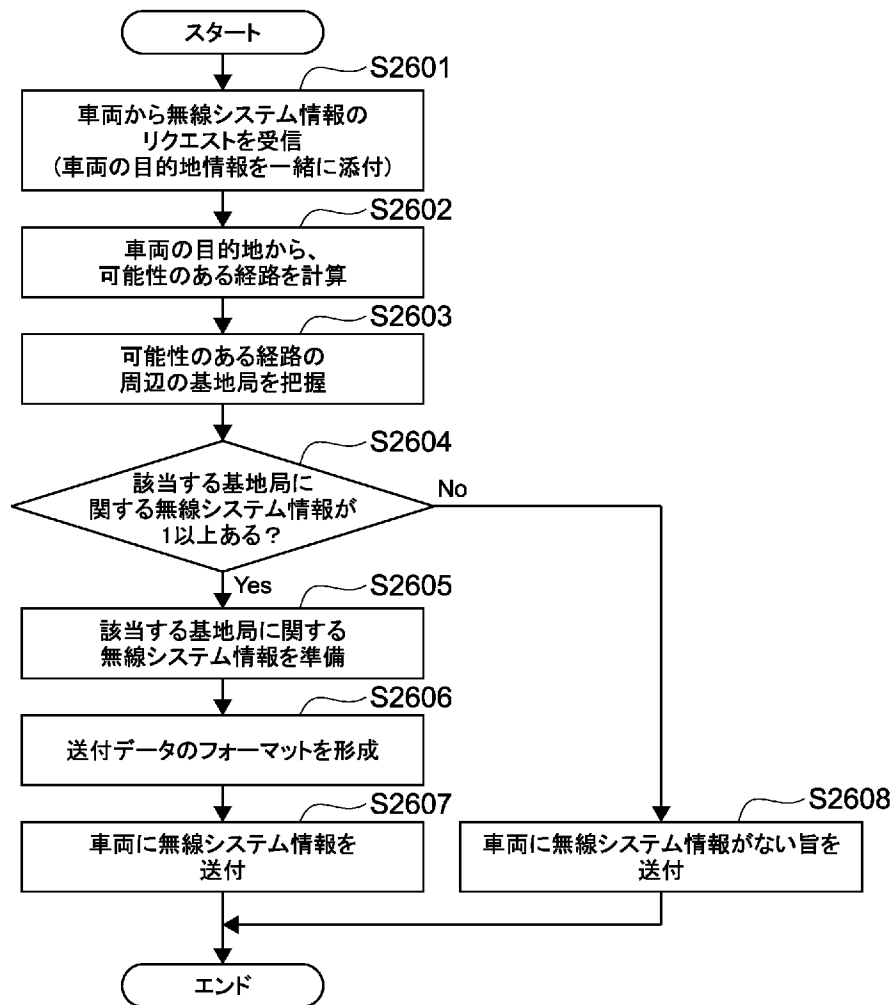 スタート
S2601
車両から無線システム情報の
リクエストを受信
(車両の目的地情報を一緒に添付)
S2602
車両の目的地から、
可能性のある経路を計算
S2603
可能性のある経路の
周辺の基地局を把握
S2604
該当する基地局に
関する無線システム情報が
1以上ある？
No
Yes
S2605
該当する基地局に関する
無線システム情報を準備
S2606
送付データのフォーマットを形成
S2607
車両に無線システム情報を
送付
S2608
車両に無線システム情報がない旨を
送付
エンド